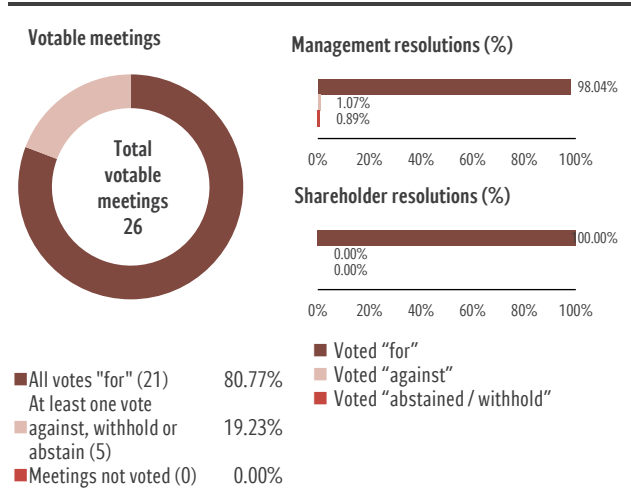 Votable meetings
Total
votable
meetings
26
All votes "for" (21) 80.77%
At least one vote
against, withhold or 19.23%
abstain (5)
Meetings not voted (0) 0.00%
Management resolutions (%)
98.04%
1.07%
0.89%
0% 20% 40% 60% 80% 100%
Shareholder resolutions (%)
100.00%
0.00%
0.00%
0% 20% 40% 60% 80% 100%
Voted “for”
Voted “against”
Voted “abstained / withhold”